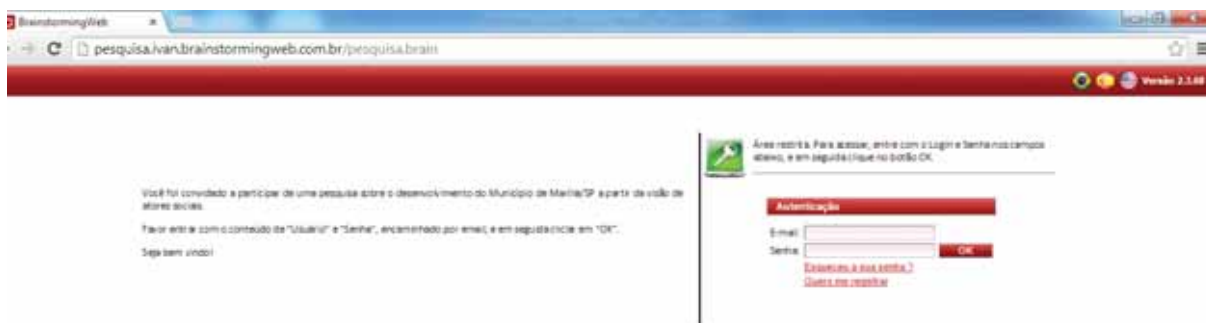 BrainstormingWeb
pesquisa.ivan.brainstormingweb.com.br/pesquisa.brain
Versão 2.3.68
Área restrita. Para acessar, entre com o Login e Senha nos campos
abaixo, e em seguida clique no botão OK.
Você foi convidado a participar de uma pesquisa sobre o desenvolvimento do Município de Marília/SP a partir da visão de
atores sociais.
Favor entrar com o conteúdo de "Usuário" e "Senha", encaminhado por email, e em seguida clicar em "OK".
Seja bem vindo!
Autenticação
E-mail:
Senha:
OK
Esqueceu a sua senha ?
Quero me registrar